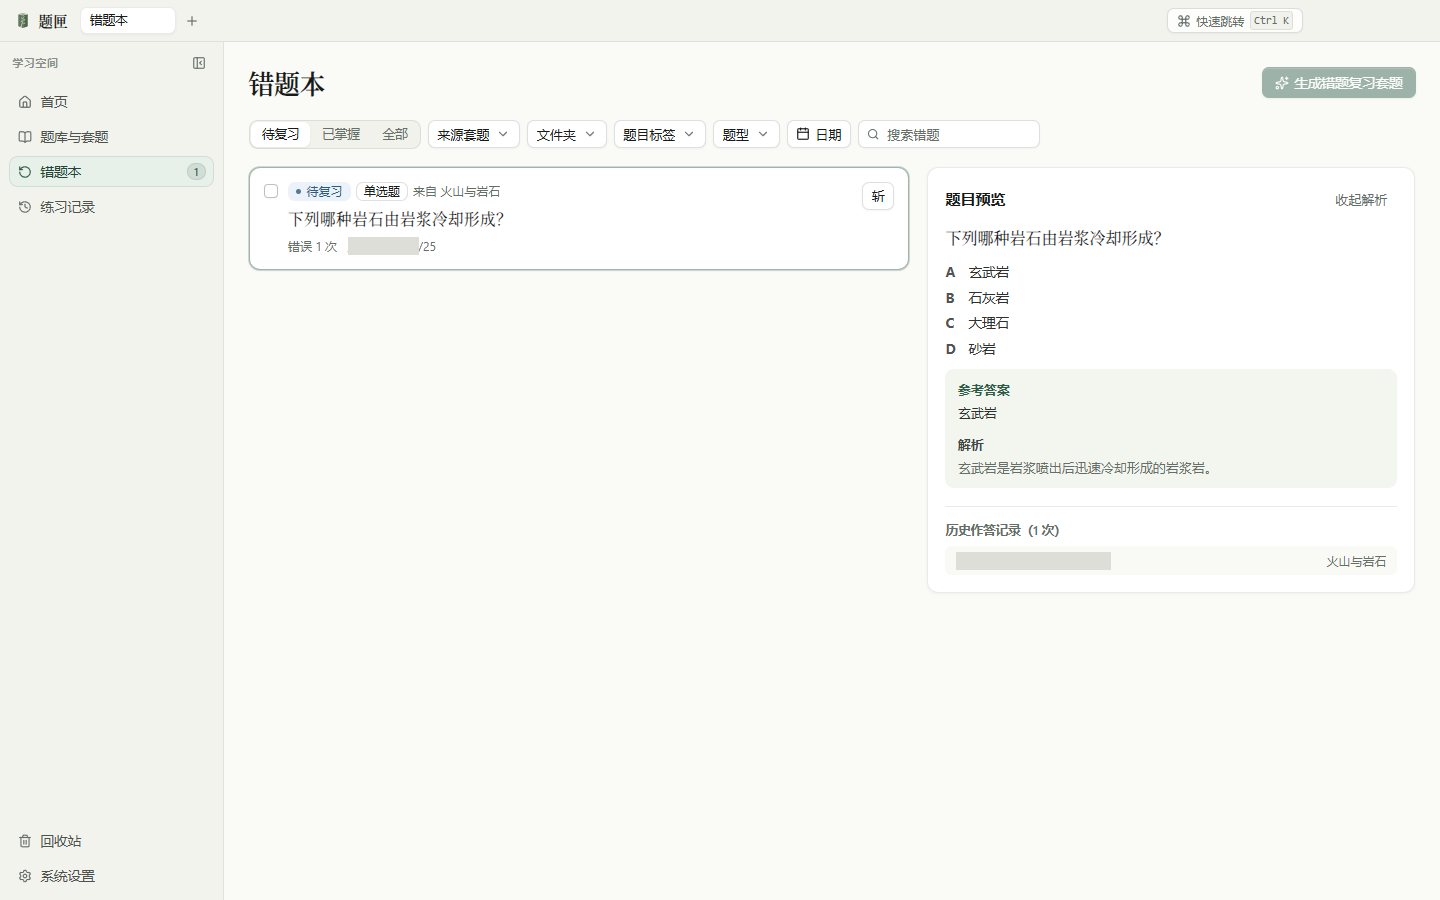 题匣
错题本
快速跳转 Ctrl K
学习空间
首页
题库与套题
错题本 1
练习记录
回收站
系统设置
错题本
生成错题复习套题
待复习 已掌握 全部 来源套题 文件夹 题目标签 题型 日期 搜索错题
待复习 单选题 来自 火山与岩石
斩
下列哪种岩石由岩浆冷却形成？
错误 1 次 /25
题目预览
收起解析
下列哪种岩石由岩浆冷却形成？
A 玄武岩
B 石灰岩
C 大理石
D 砂岩
参考答案
玄武岩
解析
玄武岩是岩浆喷出后迅速冷却形成的岩浆岩。
历史作答记录（1 次）
火山与岩石